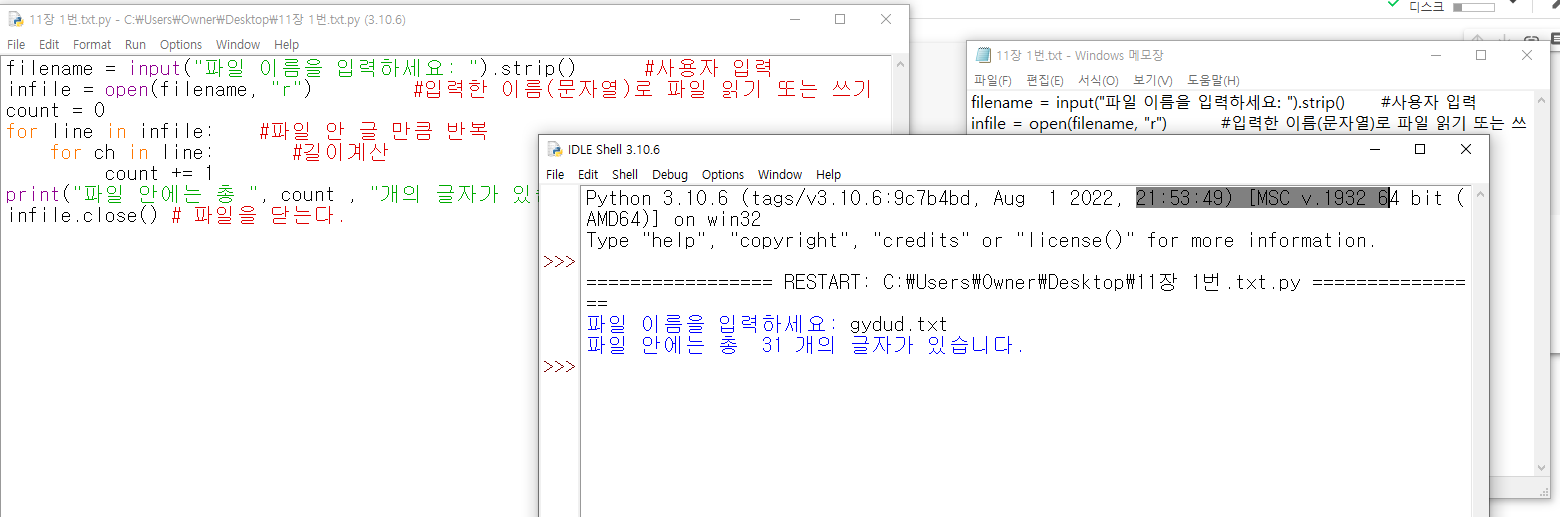 11장 1번.txt.py - C:₩Users₩Owner₩Desktop₩11장 1번.txt.py (3.10.6)
File Edit Format Run Options Window Help
filename = input("파일 이름을 입력하세요: ").strip() #사용자 입력
infile = open(filename, "r") #입력한 이름(문자열)로 파일 읽기 또는 쓰기
count = 0
for line in infile: #파일 안 글 만큼 반복
for ch in line: #길이계산
count += 1
print("파일 안에는 총 ", count , "개의 글자가
infile.close() # 파일을 닫는다.
디스크
11장 1번.txt - Windows 메모장
파일(F) 편집(E) 서식(O) 보기(V) 도움말(H)
filename = input("파일 이름을 입력하세요: ").strip() #사용자 입력
infile = open(filename, "r") #입력한 이름(문자열)로 파일 읽기 또는 쓰
IDLE Shell 3.10.6
File Edit Shell Debug Options Window Help
Python 3.10.6 (tags/v3.10.6:9c7b4bd, Aug 1 2022, 21:53:49) [MSC v.1932 64 bit (
AMD64)] on win32
Type "help", "copyright", "credits" or "license()" for more information.
>>>
================= RESTART: C:₩Users₩Owner₩Desktop₩11장 1번.txt.py ==============
==
파일 이름을 입력하세요: gydud.txt
파일 안에는 총  31 개의 글자가 있습니다.
>>>